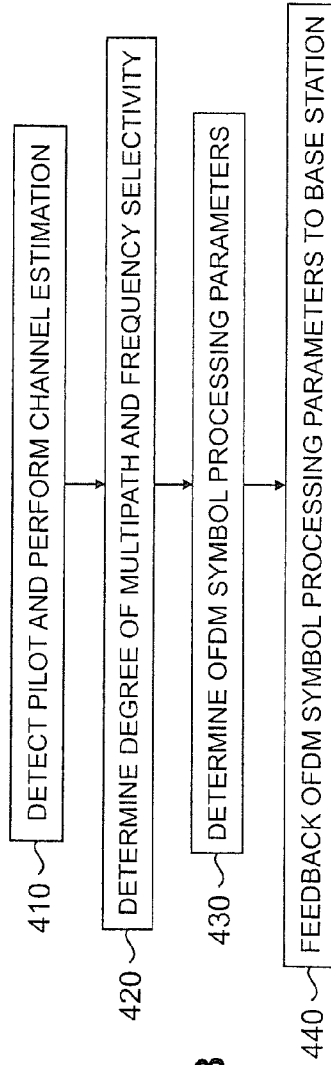 410
DETECT PILOT AND PERFORM CHANNEL ESTIMATION
420
DETERMINE DEGREE OF MULTIPATH AND FREQUENCY SELECTIVITY
430
DETERMINE OFDM SYMBOL PROCESSING PARAMETERS
440
FEEDBACK OFDM SYMBOL PROCESSING PARAMETERS TO BASE STATION